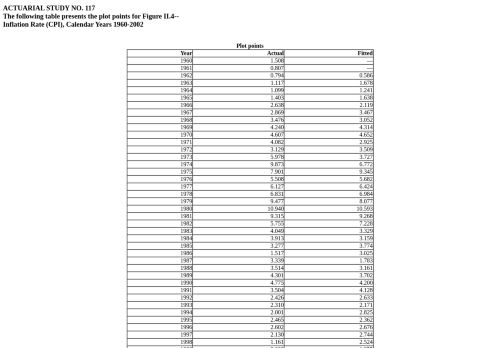 ACTUARIAL STUDY NO. 117
The following table presents the plot points for Figure II.4--
Inflation Rate (CPI), Calendar Years 1960-2002
Plot points
Year Actual Fitted
1960 1.508 —
1961 0.807 —
1962 0.794 0.586
1963 1.117 1.678
1964 1.099 1.241
1965 1.403 1.638
1966 2.638 2.119
1967 2.869 3.467
1968 3.476 3.052
1969 4.240 4.314
1970 4.607 4.652
1971 4.082 2.925
1972 3.129 3.509
1973 5.978 3.727
1974 9.873 6.772
1975 7.901 9.345
1976 5.508 5.682
1977 6.127 6.424
1978 6.831 6.984
1979 9.477 8.077
1980 10.940 10.593
1981 9.315 9.268
1982 5.755 7.228
1983 4.049 3.329
1984 3.913 3.159
1985 3.277 3.774
1986 1.517 3.025
1987 3.339 1.783
1988 3.514 3.161
1989 4.301 3.702
1990 4.775 4.200
1991 3.504 4.128
1992 2.426 2.633
1993 2.310 2.171
1994 2.001 2.825
1995 2.465 2.362
1996 2.602 2.676
1997 2.130 2.744
1998 1.161 2.524